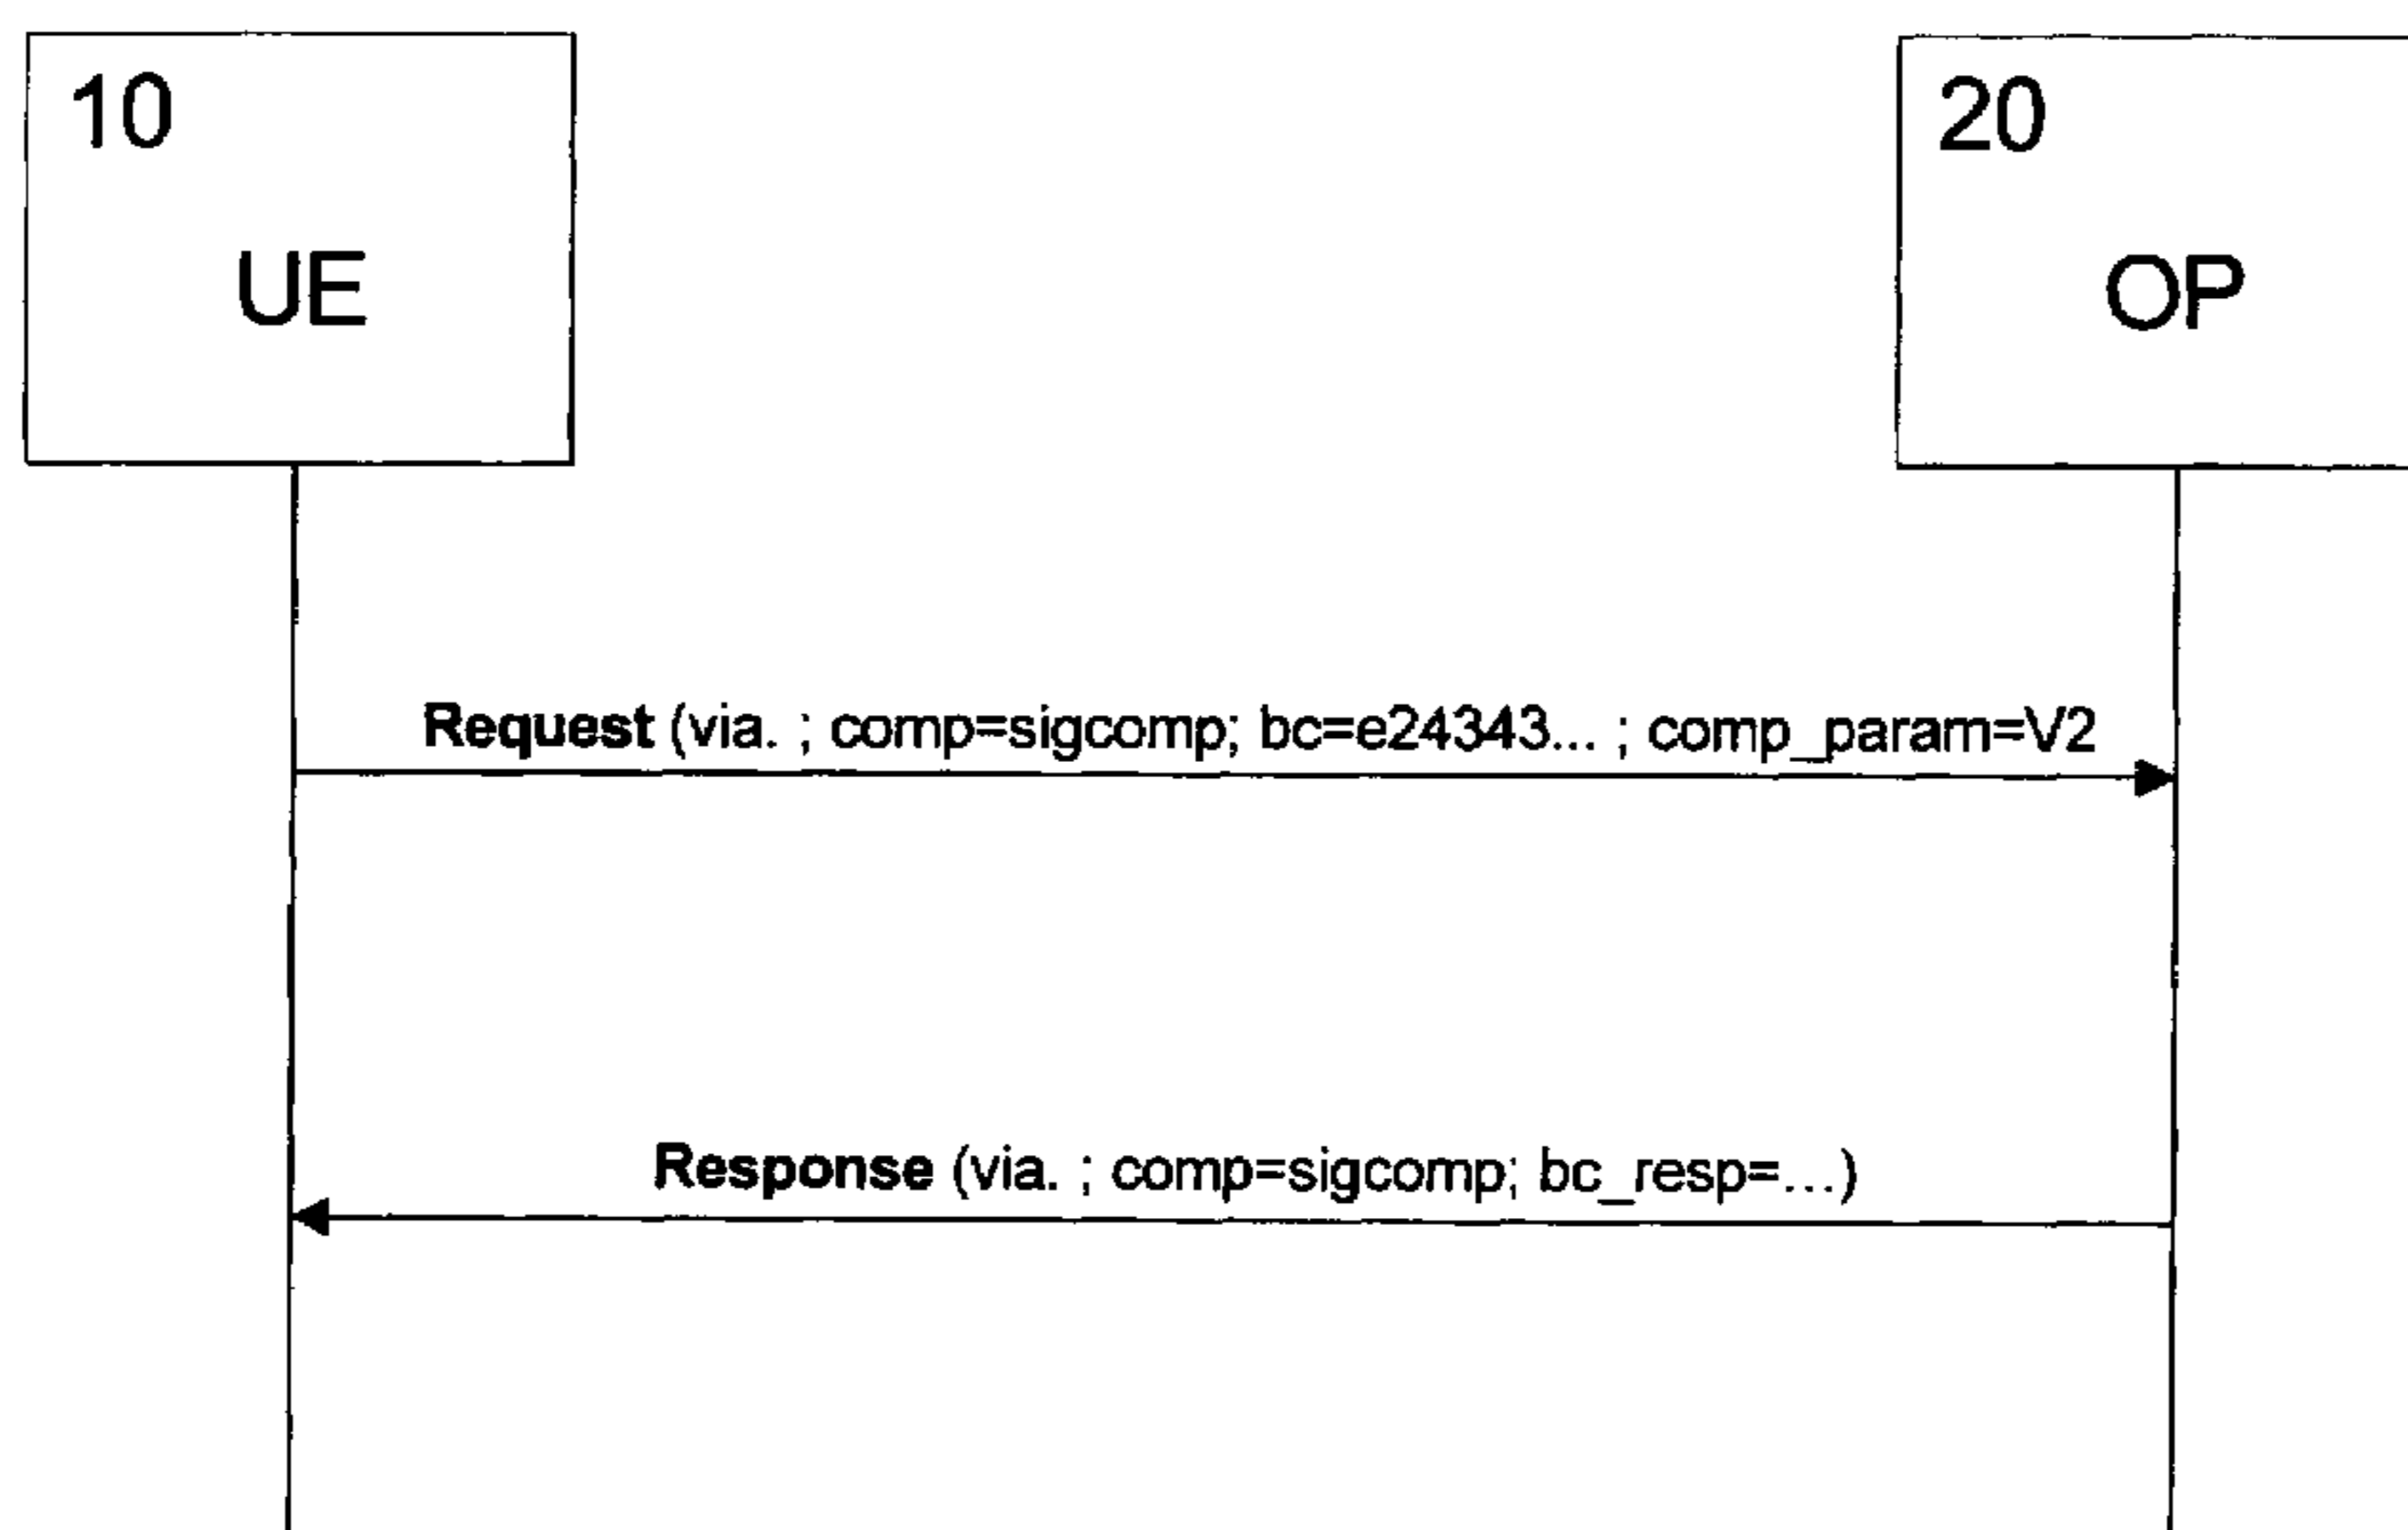 10
20
UE
OP
Request (via. ; comp=sigcomp; bc=e24343... ; comp_param=V2
Response (via. ; comp=sigcomp; bc_resp=...)